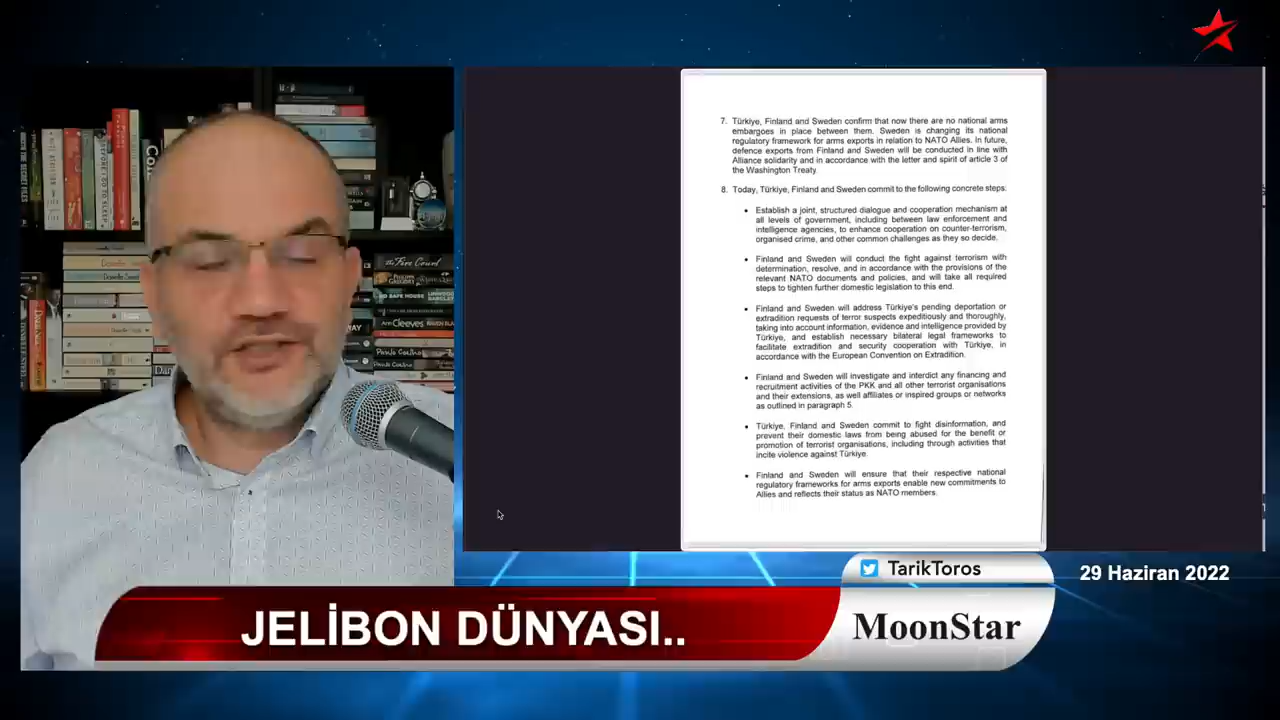 7. Türkiye, Finland and Sweden confirm that now there are no national arms
embargoes in place between them. Sweden is changing its national
regulatory framework for arms exports in relation to NATO Allies. In future,
defence exports from Finland and Sweden will be conducted in line with
Alliance solidarity and in accordance with the letter and spirit of article 3 of
the Washington Treaty.
8. Today, Türkiye, Finland and Sweden commit to the following concrete steps:
• Establish a joint, structured dialogue and cooperation mechanism at
all levels of government, including between law enforcement and
intelligence agencies, to enhance cooperation on counter-terrorism,
organised crime, and other common challenges as they so decide.
• Finland and Sweden will conduct the fight against terrorism with
determination, resolve, and in accordance with the provisions of the
relevant NATO documents and policies, and will take all required
steps to tighten further domestic legislation to this end.
• Finland and Sweden will address Türkiye's pending deportation or
extradition requests of terror suspects expeditiously and thoroughly,
taking into account information, evidence and intelligence provided by
Türkiye, and establish necessary bilateral legal frameworks to
facilitate extradition and security cooperation with Türkiye, in
accordance with the European Convention on Extradition.
• Finland and Sweden will investigate and interdict any financing and
recruitment activities of the PKK and all other terrorist organisations
and their extensions, as well affiliates or inspired groups or networks
as outlined in paragraph 5.
• Türkiye, Finland and Sweden commit to fight disinformation, and
prevent their domestic laws from being abused for the benefit or
promotion of terrorist organisations, including through activities that
incite violence against Türkiye.
• Finland and Sweden will ensure that their respective national
regulatory frameworks for arms exports enable new commitments to
Allies and reflects their status as NATO members.
The Fire Court
Ann Cleeves
Paulo Coelho
TarikToros
29 Haziran 2022
JELİBON DÜNYASI..
MoonStar